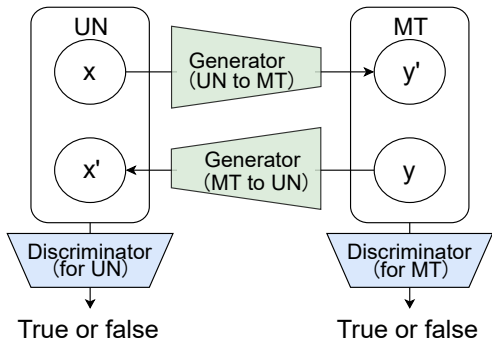 UN
MT
x
Generator
(UN to MT)
y'
x'
Generator
(MT to UN)
y
Discriminator
(for UN)
Discriminator
(for MT)
True or false
True or false